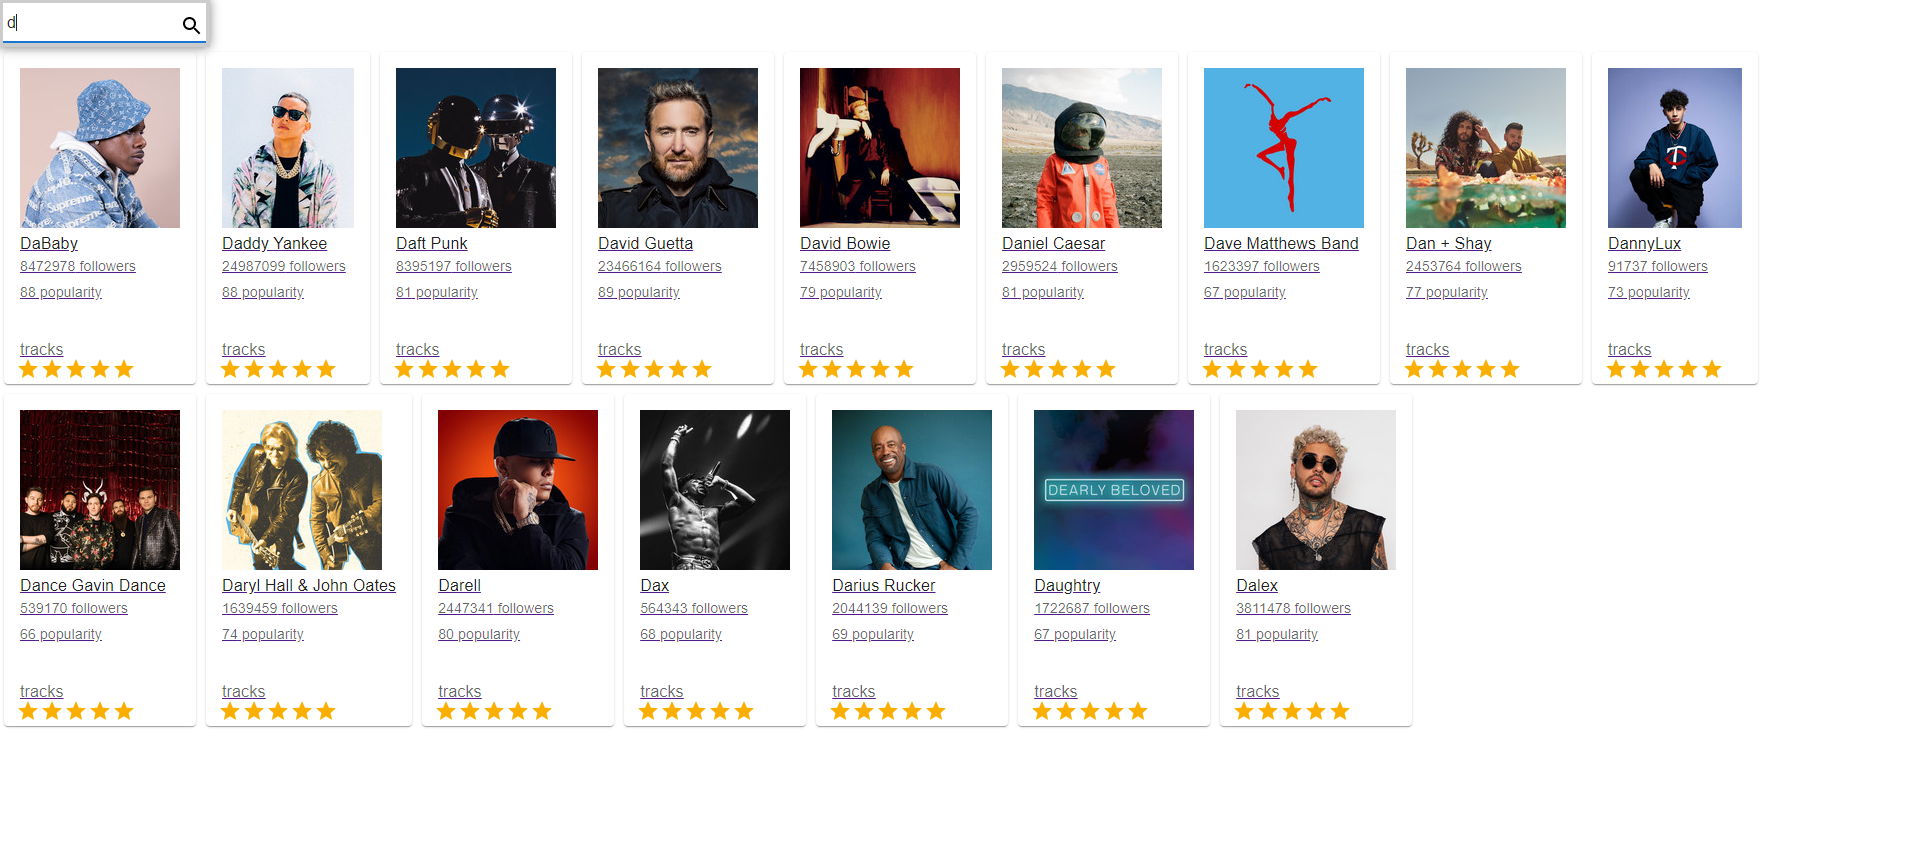 d
DaBaby
8472978 followers
88 popularity
tracks
Daddy Yankee
24987099 followers
88 popularity
tracks
Daft Punk
8395197 followers
81 popularity
tracks
David Guetta
23466164 followers
89 popularity
tracks
David Bowie
7458903 followers
79 popularity
tracks
Daniel Caesar
2959524 followers
81 popularity
tracks
Dave Matthews Band
1623397 followers
67 popularity
tracks
Dan + Shay
2453764 followers
77 popularity
tracks
DannyLux
91737 followers
73 popularity
tracks
Supreme
Dance Gavin Dance
539170 followers
66 popularity
tracks
Daryl Hall & John Oates
1639459 followers
74 popularity
tracks
Darell
2447341 followers
80 popularity
tracks
Dax
564343 followers
68 popularity
tracks
Darius Rucker
2044139 followers
69 popularity
tracks
DEARLY BELOVED
Daughtry
1722687 followers
67 popularity
tracks
Dalex
3811478 followers
81 popularity
tracks